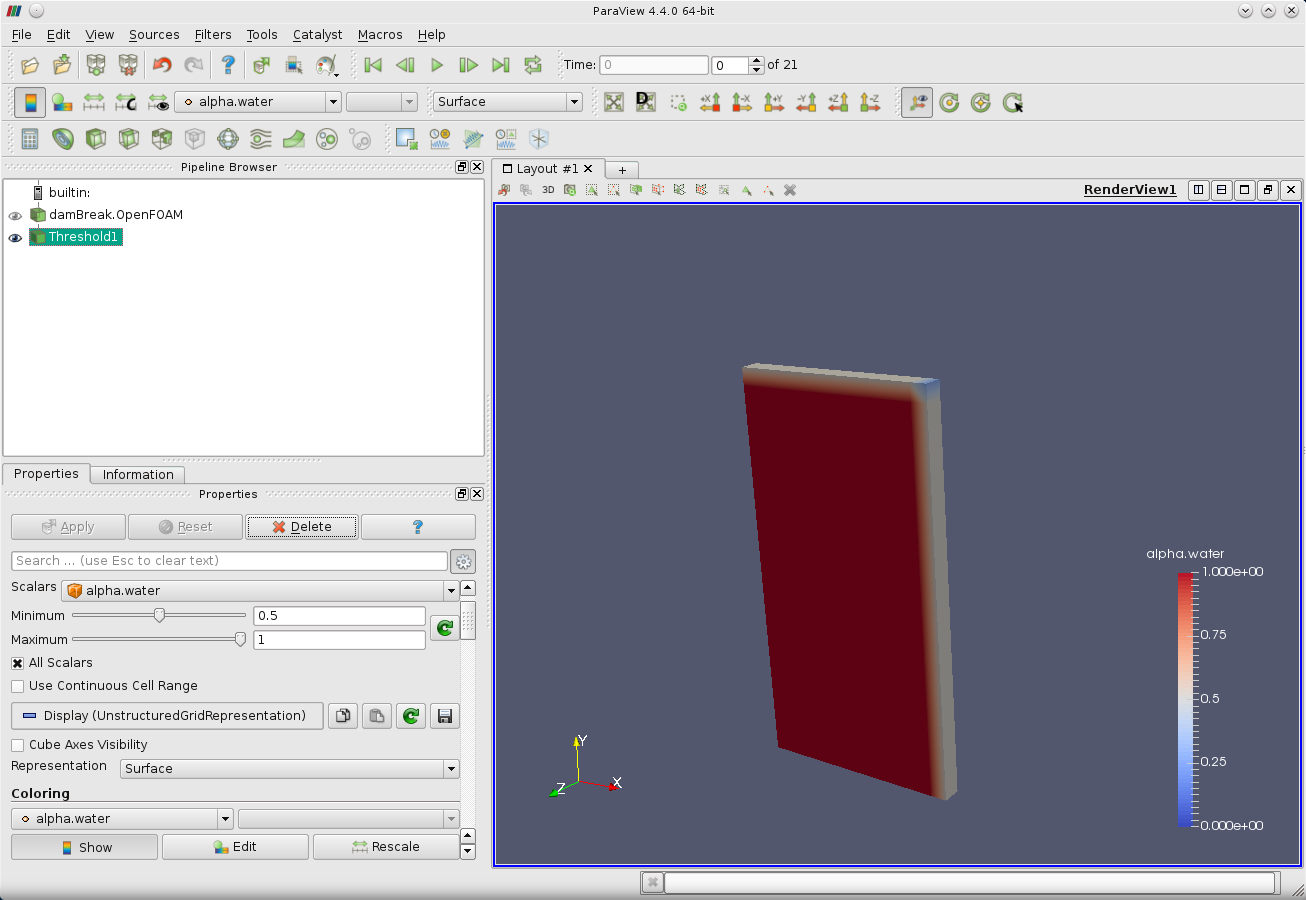 ParaView 4.4.0 64-bit
File Edit View Sources Filters Tools Catalyst Macros Help
Time: 0 0 of 21
alpha.water Surface
Pipeline Browser
builtin:
damBreak.OpenFOAM
Threshold1
Layout #1
3D RenderView1
Properties Information
Properties
Apply Reset Delete ?
Search ... (use Esc to clear text)
Scalars alpha.water
Minimum 0.5
Maximum 1
All Scalars
Use Continuous Cell Range
Display (UnstructuredGridRepresentation)
Cube Axes Visibility
Representation Surface
Coloring
alpha.water
Show Edit Rescale
Y
X
Z
alpha.water
1.000e+00
0.75
0.5
0.25
0.000e+00